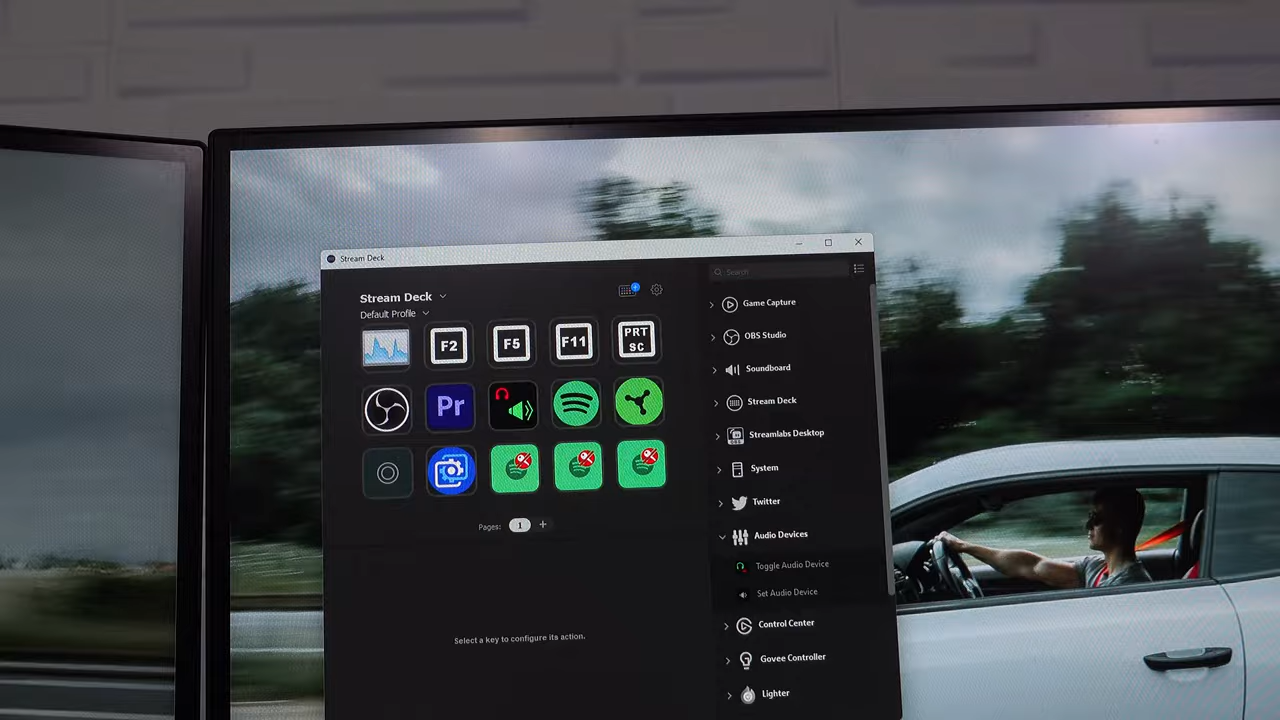 Stream Deck
Search
Stream Deck
Default Profile
Game Capture
OBS Studio
Soundboard
Stream Deck
Streamlabs Desktop
System
Twitter
Audio Devices
Toggle Audio Device
Set Audio Device
Control Center
Govee Controller
Lighter
F2
F5
F11
PRT
SC
Pr
Pages: 1 +
Select a key to configure its action.